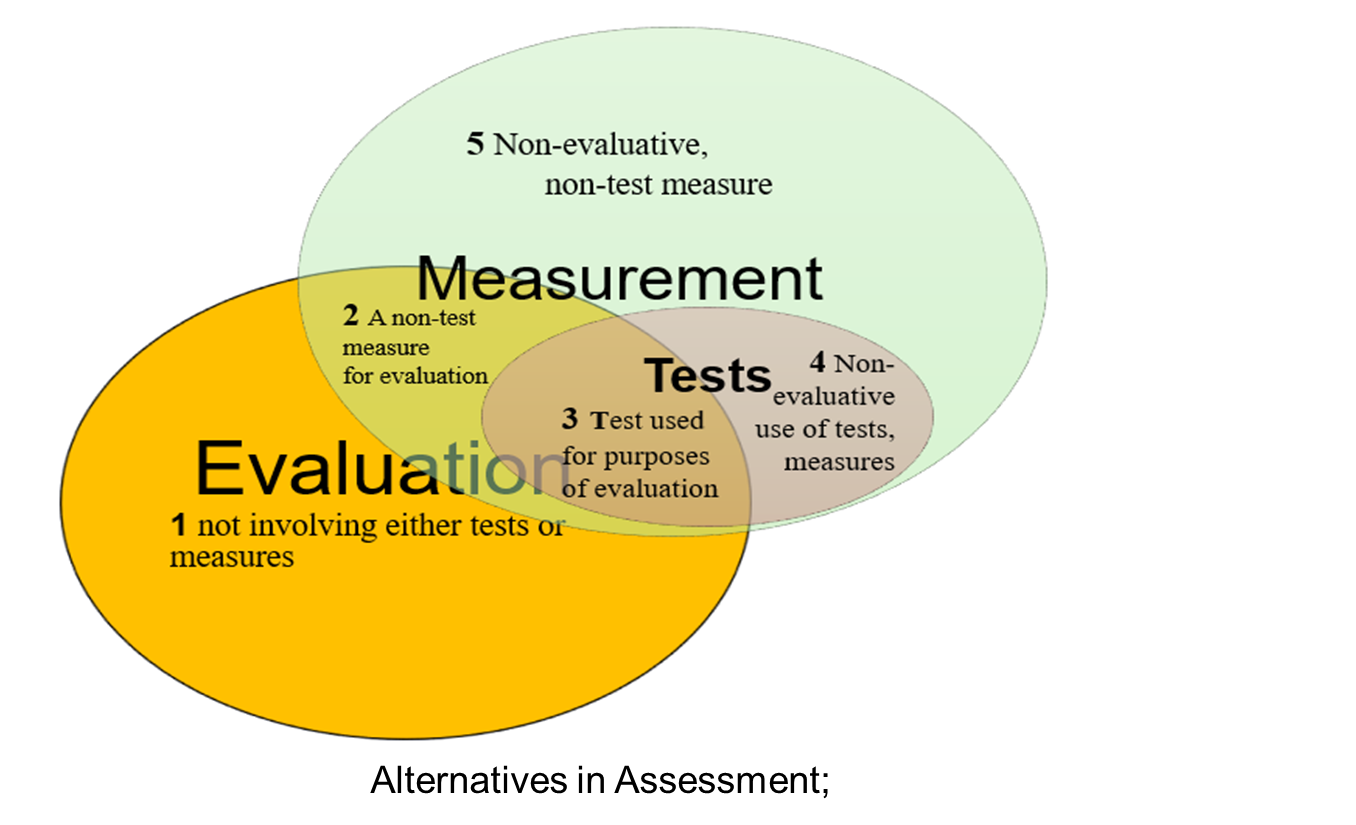 5 Non-evaluative,
non-test measure
Measurement
2 A non-test
measure
for evaluation
Tests
4 Non-
evaluative
use of tests,
measures
3 Test used
for purposes
of evaluation
Evaluation
1 not involving either tests or
measures
Alternatives in Assessment;